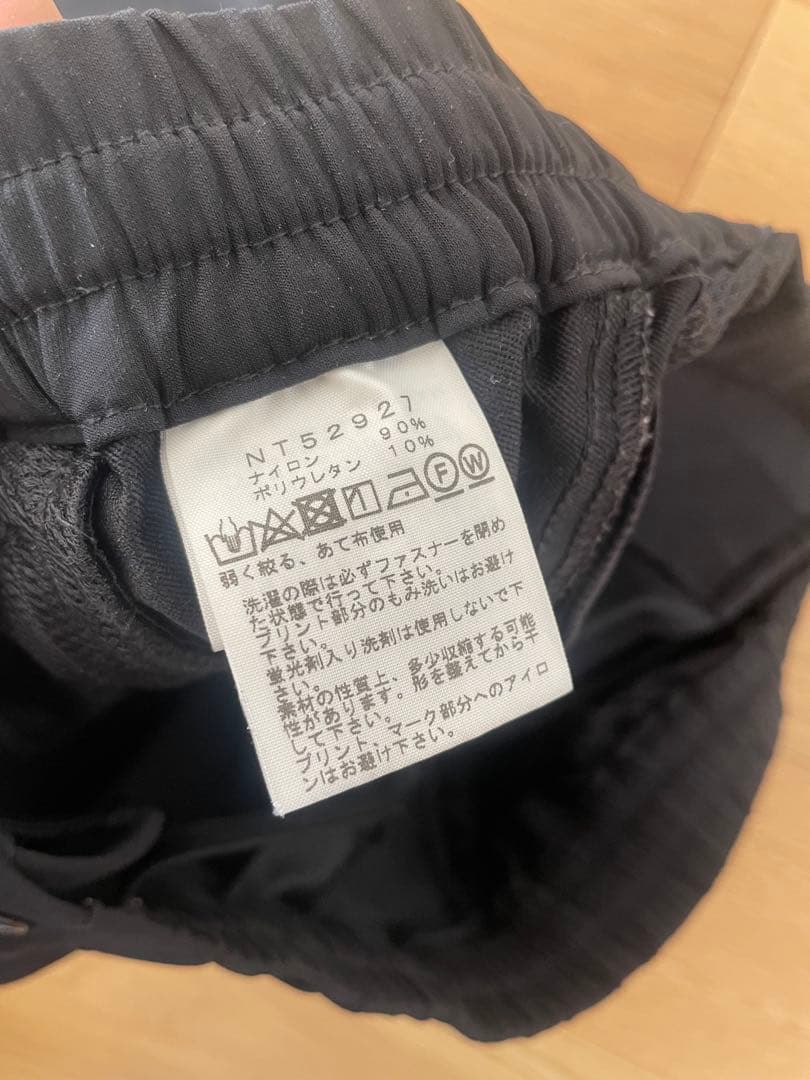 NT52927
ナイロン 90%
ポリウレタン 10%
F W
弱く絞る、あて布使用
洗濯の際は必ずファスナーを閉め
た状態で行って下さい。
プリント部分のもみ洗いはお避け
下さい。
蛍光剤入り洗剤は使用しないで下
さい。
素材の性質上、多少収縮する可能
性があります。形を整えてから干
して下さい。
プリント、マーク部分へのアイロ
ンはお避け下さい。